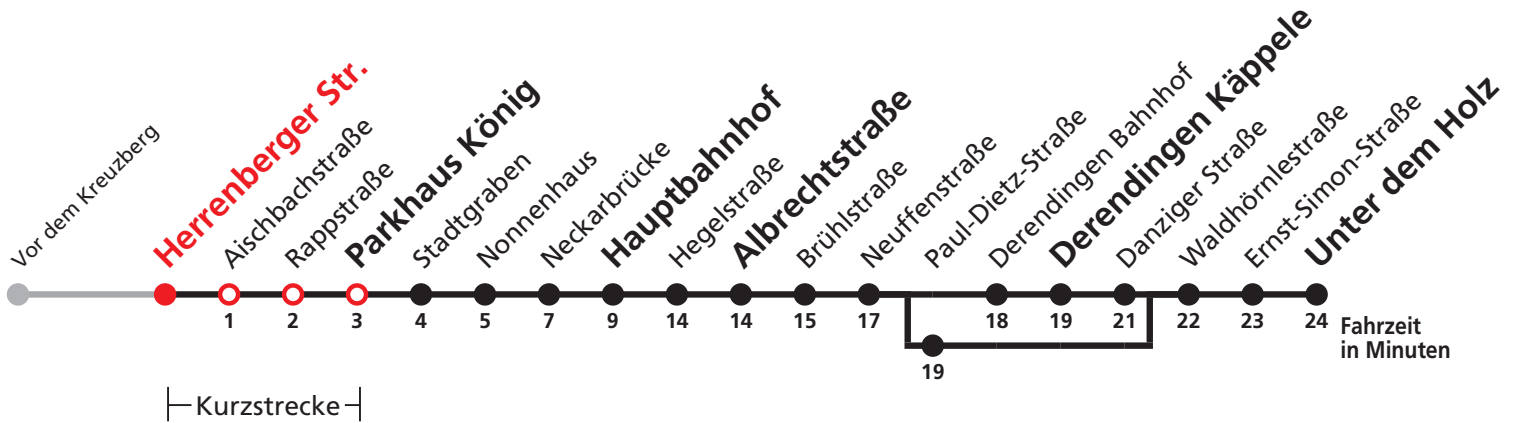 Vor dem Kreuzberg
Herrenberger Str.
Aischbachstraße
Rappstraße
Parkhaus König
Stadtgraben
Nonnenhaus
Neckarbrücke
Hauptbahnhof
Hegelstraße
Albrechtstraße
Brühlstraße
Neuffenstraße
Paul-Dietz-Straße
Derendingen Bahnhof
Derendingen Käppele
Danziger Straße
Waldhörnlestraße
Ernst-Simon-Straße
Unter dem Holz
1 2 3 4 5 7 9 14 14 15 17 18 19 21 22 23 24
Fahrzeit
in Minuten
19
Kurzstrecke